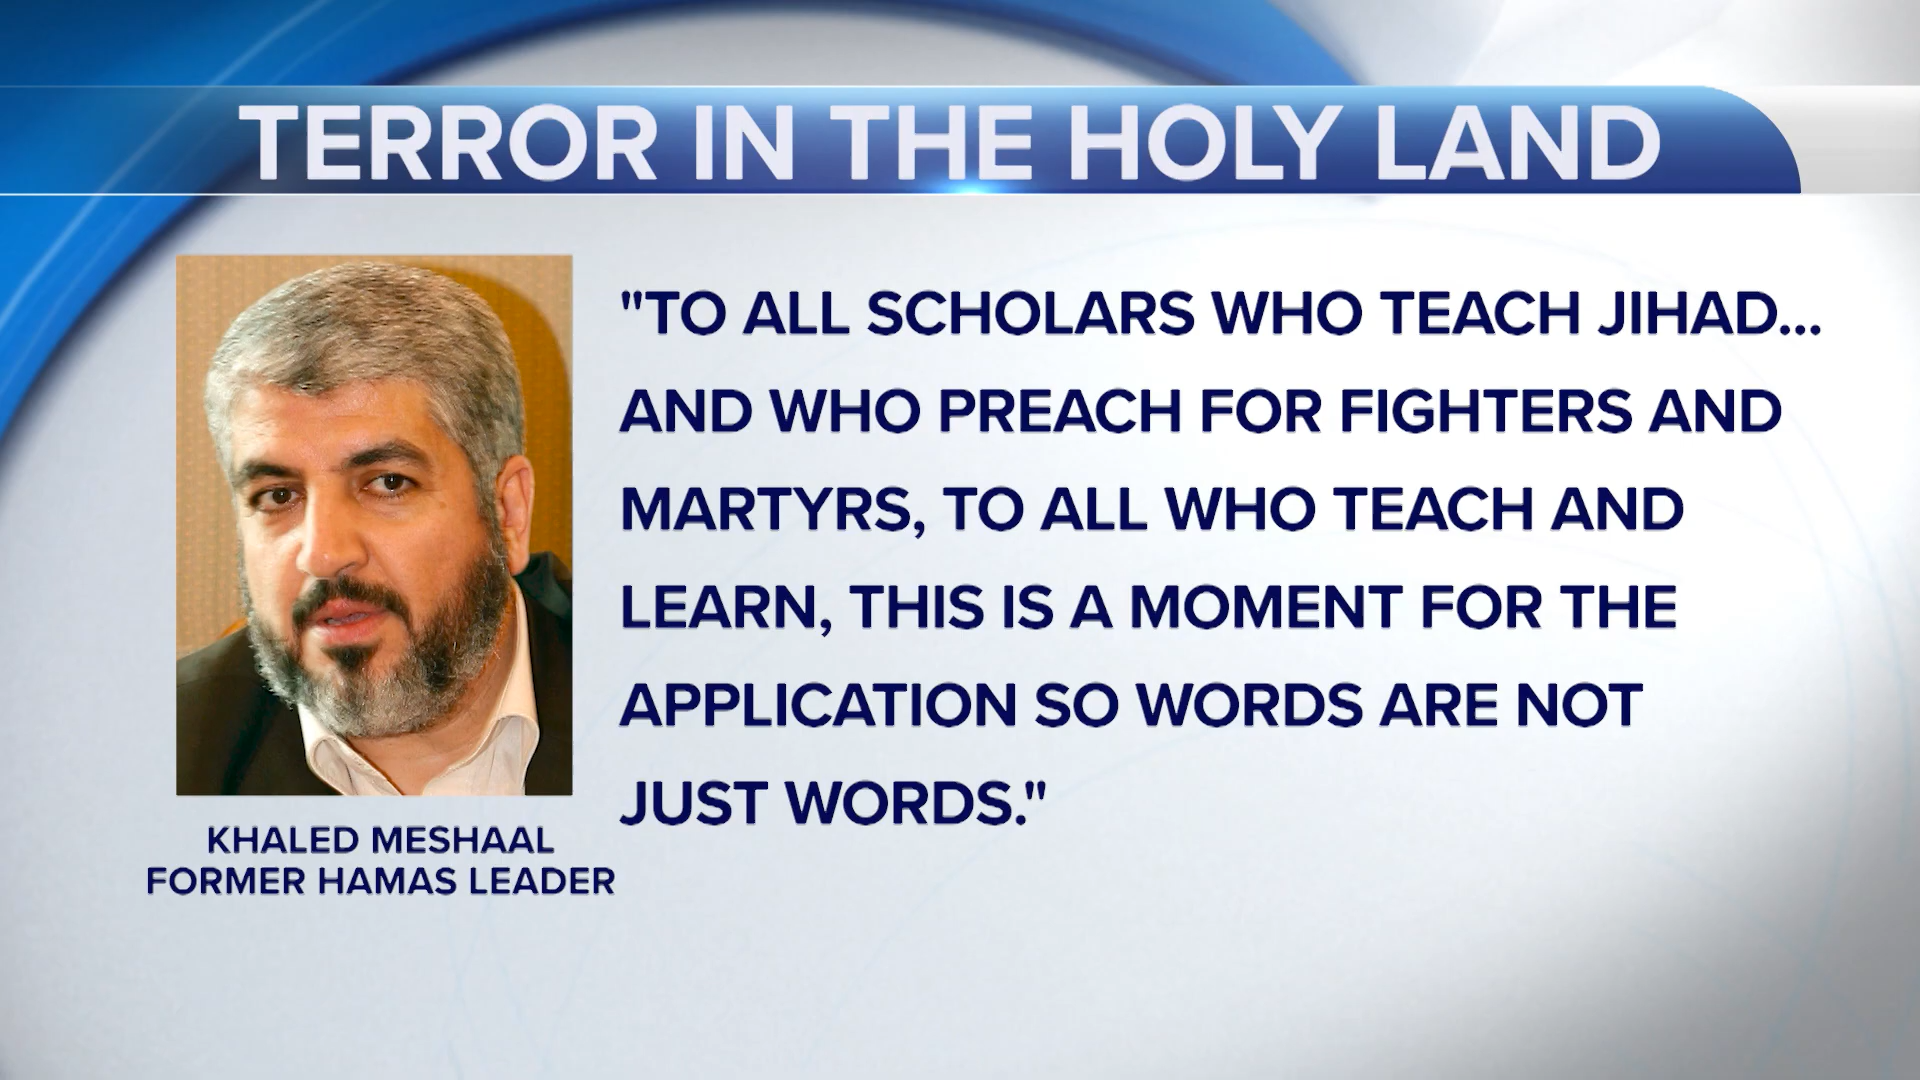 TERROR IN THE HOLY LAND
"TO ALL SCHOLARS WHO TEACH JIHAD...
AND WHO PREACH FOR FIGHTERS AND
MARTYRS, TO ALL WHO TEACH AND
LEARN, THIS IS A MOMENT FOR THE
APPLICATION SO WORDS ARE NOT
JUST WORDS."
KHALED MESHAAL
FORMER HAMAS LEADER